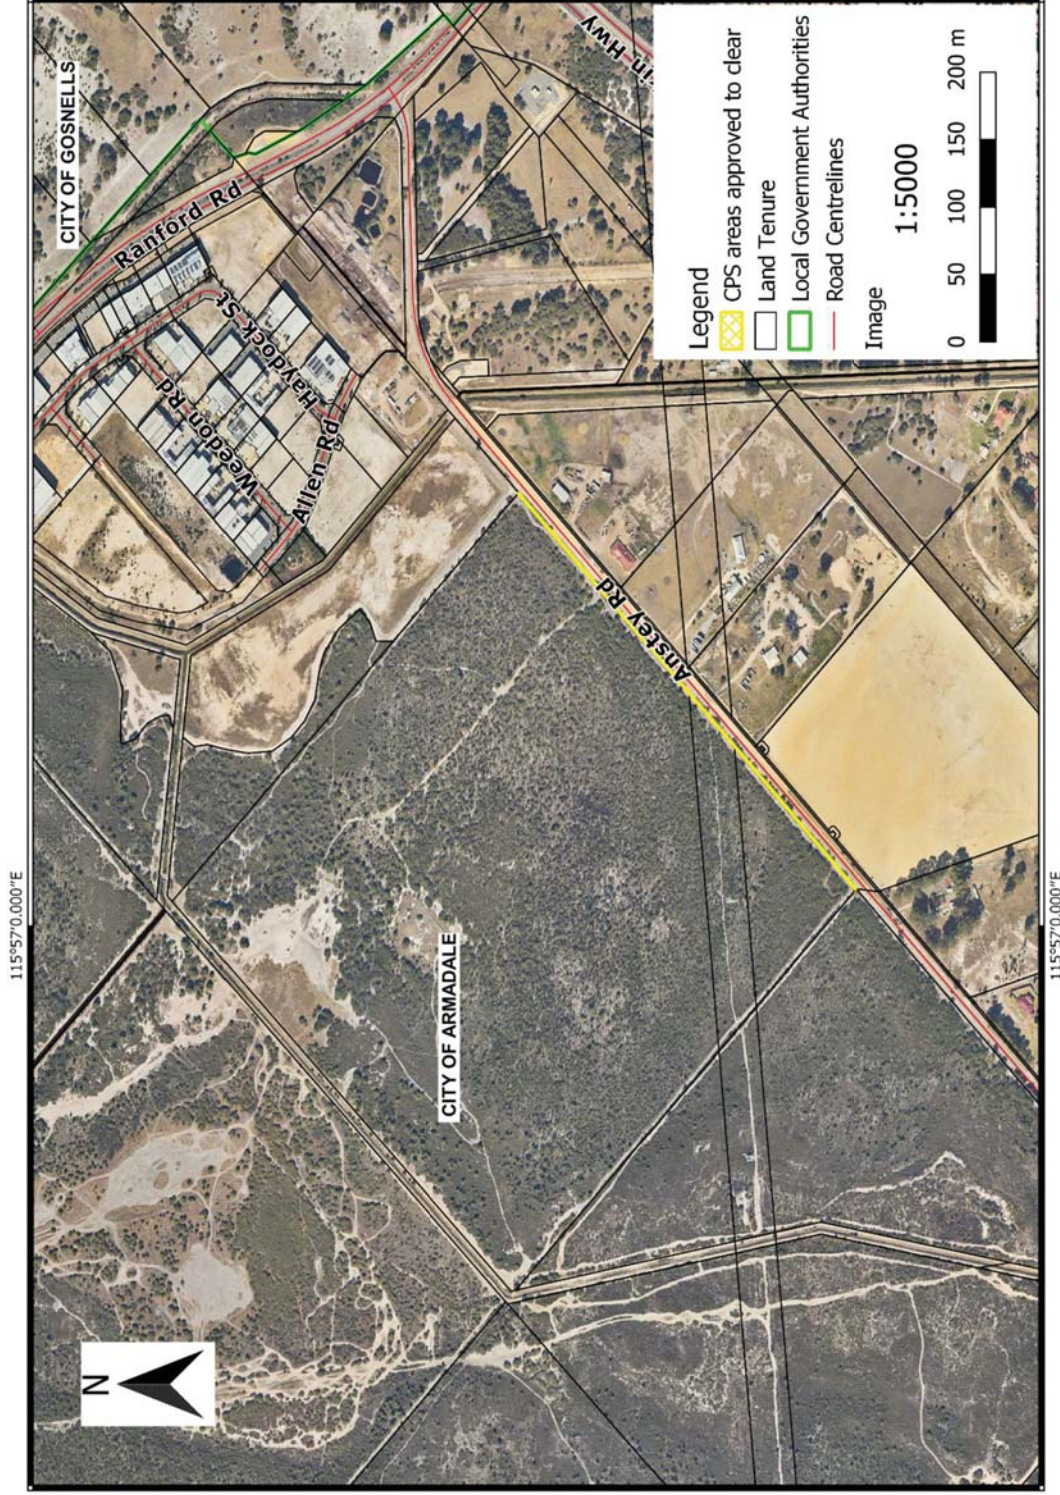 115°57'0.000"E
N
CITY OF GOSNELLS
Ranford Rd
Haydock St
Weedon Rd
Allen Rd
Anstey Rd
CITY OF ARMADALE
in Hwy
Legend
CPS areas approved to clear
Land Tenure
Local Government Authorities
Road Centrelines
Image
1:5000
0 50 100 150 200 m
115°57'0.000"E